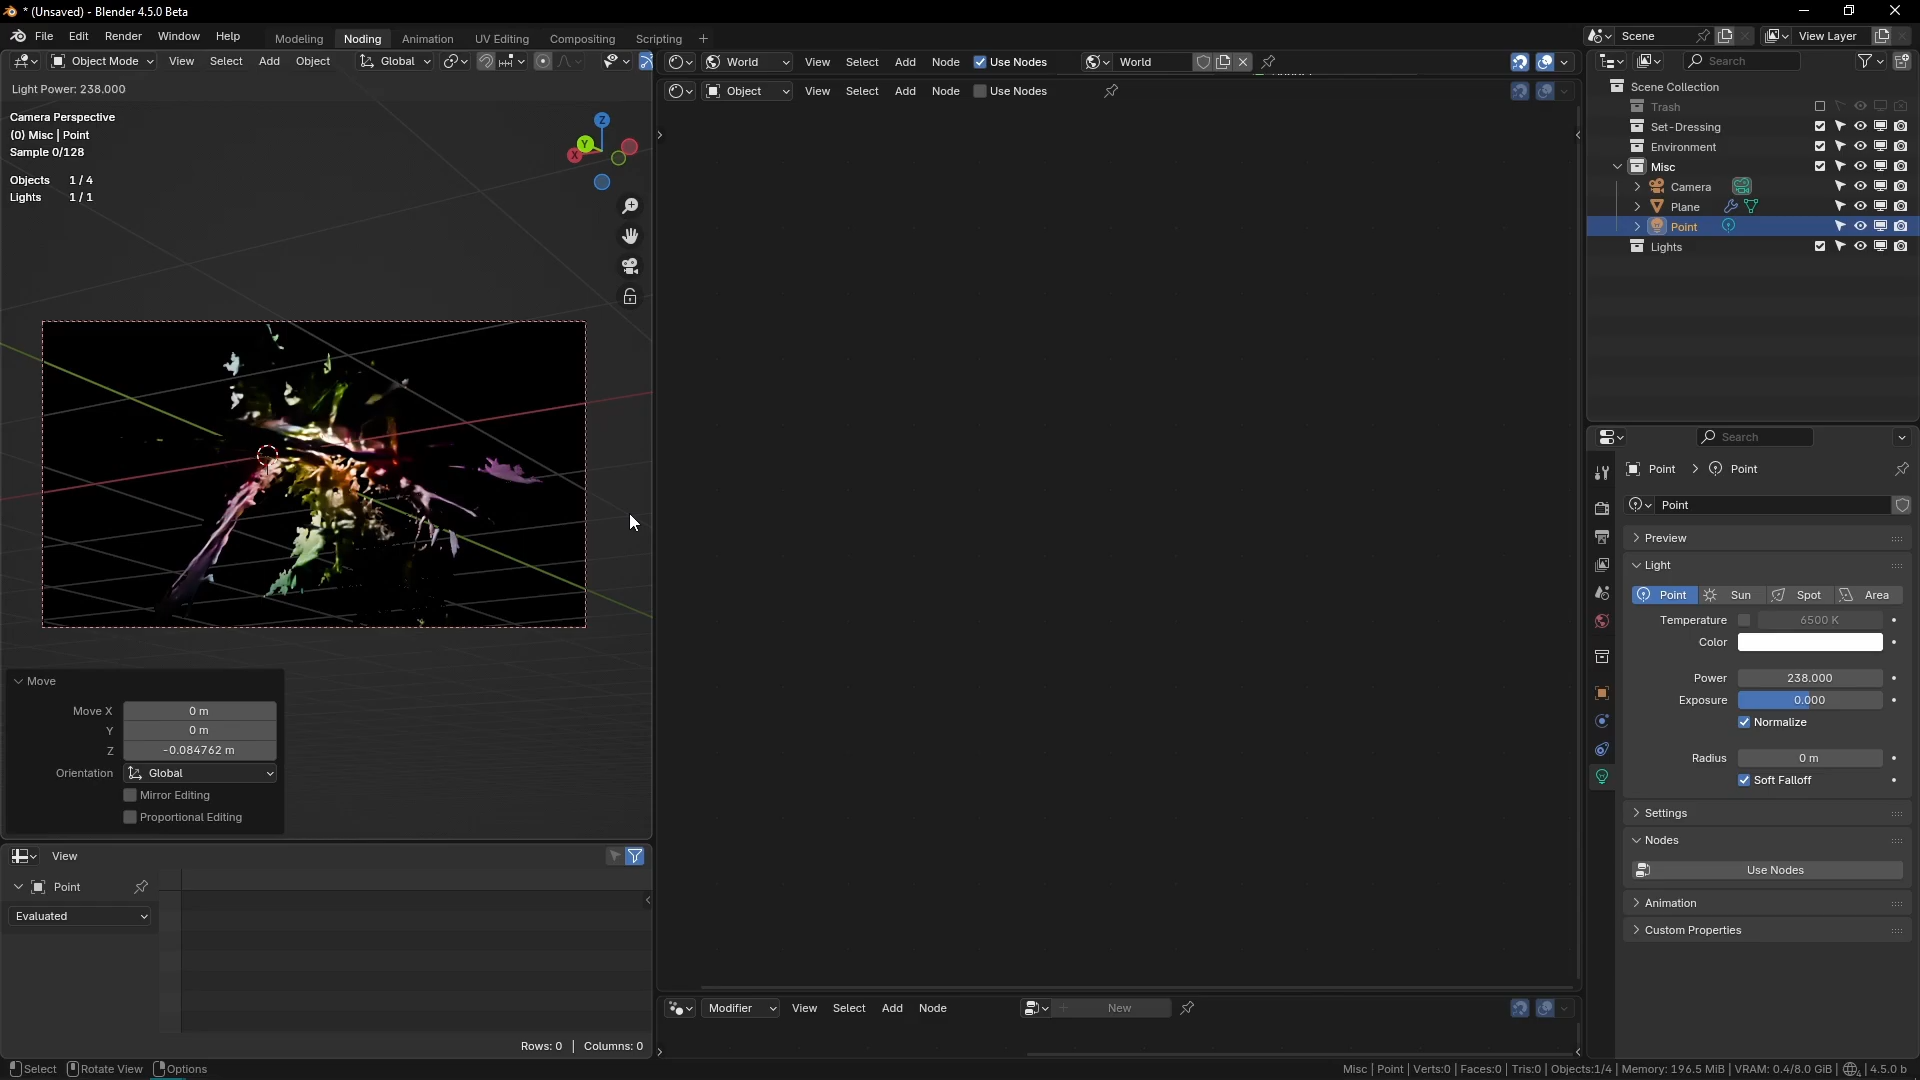 * (Unsaved) - Blender 4.5.0 Beta
File Edit Render Window Help
Modeling Noding Animation UV Editing Compositing Scripting +
Scene
View Layer
Object Mode View Select Add Object Global
World View Select Add Node Use Nodes World
Search
Light Power: 238.000
Object View Select Add Node Use Nodes
Camera Perspective
(0) Misc | Point
Sample 0/128
Objects 1 / 4
Lights 1 / 1
Z
Y
X
Scene Collection
Trash
Set-Dressing
Environment
Misc
Camera
Plane
Point
Lights
Search
Point > Point
Point
Preview
Light
Point Sun Spot Area
Temperature 6500 K
Color
Power 238.000
Exposure 0.000
Normalize
Radius 0 m
Soft Falloff
Settings
Nodes
Use Nodes
Animation
Custom Properties
Move
Move X 0 m
Y 0 m
Z -0.084762 m
Orientation Global
Mirror Editing
Proportional Editing
View
Point
Evaluated
Rows: 0 | Columns: 0
Modifier View Select Add Node New
Select Rotate View Options
Misc | Point | Verts:0 | Faces:0 | Tris:0 | Objects:1/4 | Memory: 196.5 MiB | VRAM: 0.4/8.0 GiB | 4.5.0 b